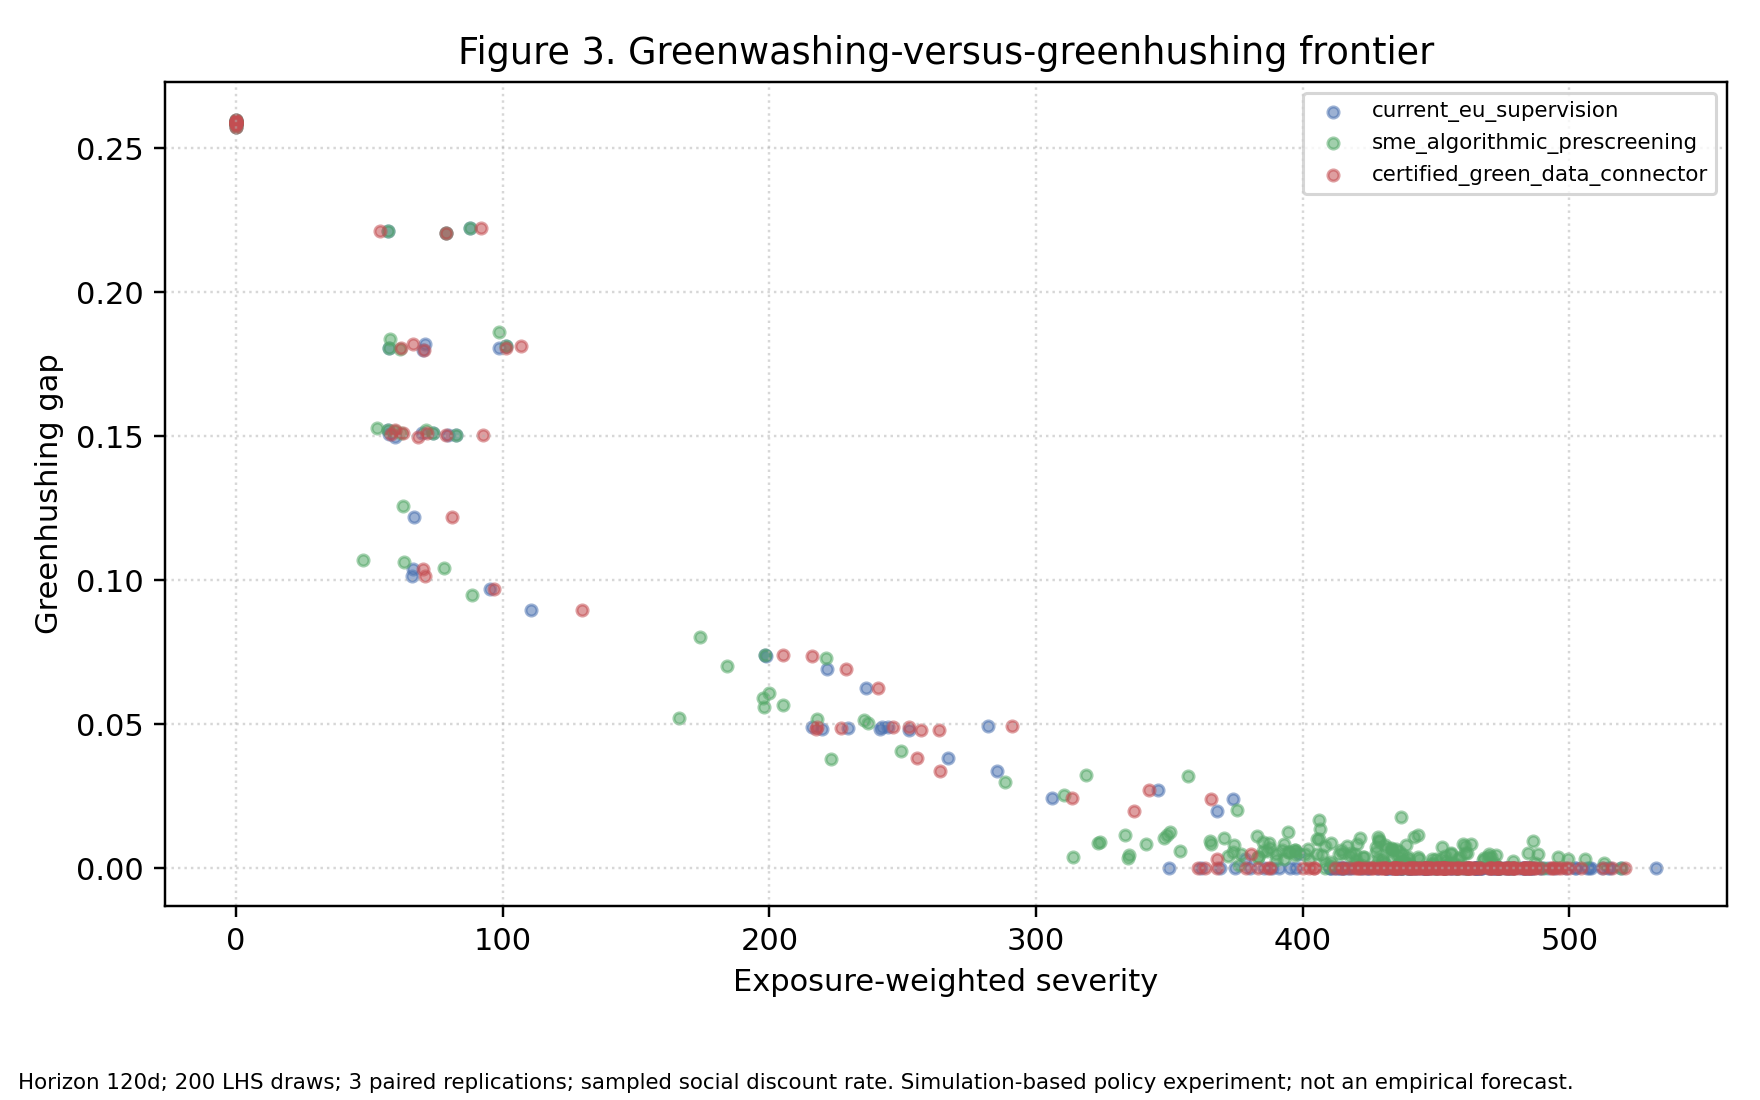 Figure 3. Greenwashing-versus-greenhushing frontier
current_eu_supervision
sme_algorithmic_prescreening
certified_green_data_connector
Greenhushing gap
0.25
0.20
0.15
0.10
0.05
0.00
0 100 200 300 400 500
Exposure-weighted severity
Horizon 120d; 200 LHS draws; 3 paired replications; sampled social discount rate. Simulation-based policy experiment; not an empirical forecast.